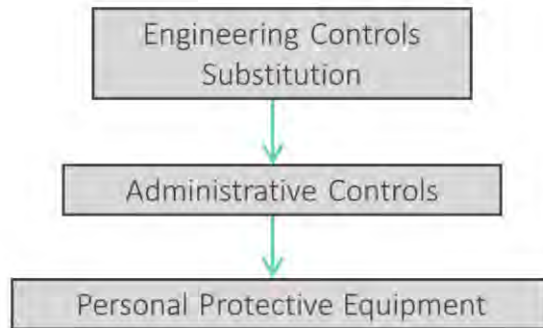 Engineering Controls
Substitution
Administrative Controls
Personal Protective Equipment